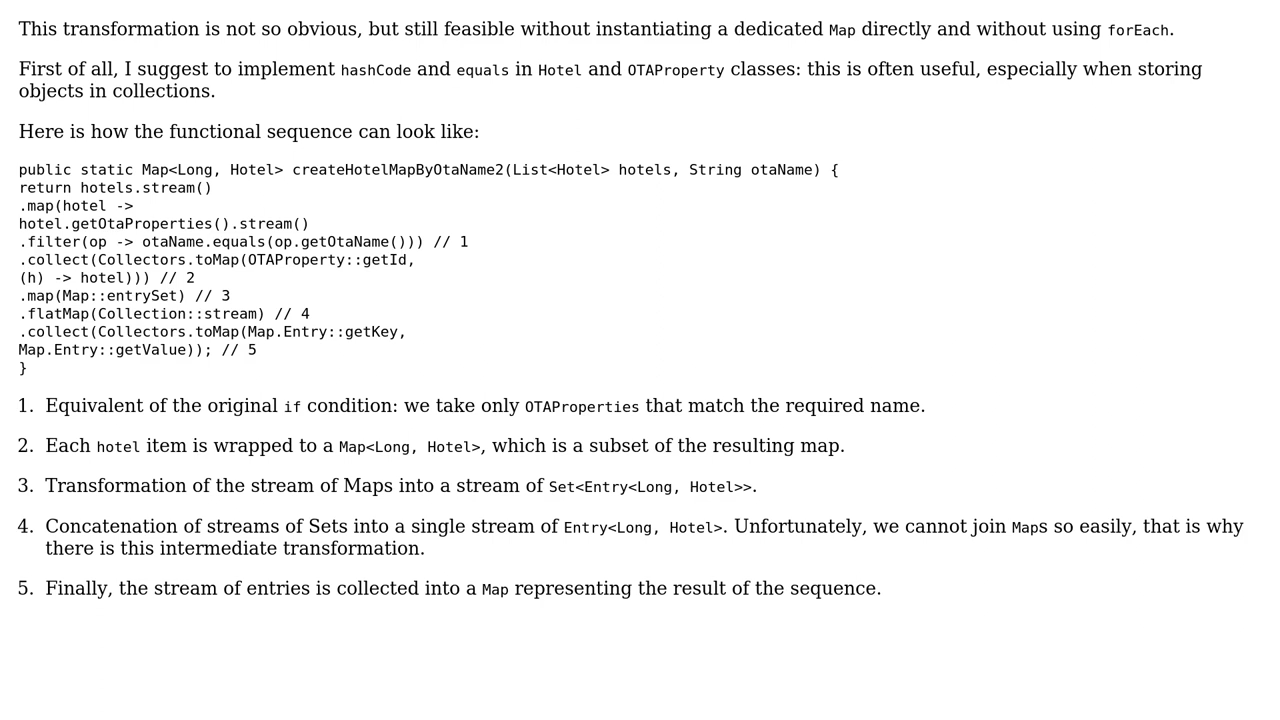 This transformation is not so obvious, but still feasible without instantiating a dedicated Map directly and without using forEach.
First of all, I suggest to implement hashCode and equals in Hotel and OTAProperty classes: this is often useful, especially when storing
objects in collections.
Here is how the functional sequence can look like:
public static Map<Long, Hotel> createHotelMapByOtaName2(List<Hotel> hotels, String otaName) {
return hotels.stream()
.map(hotel ->
hotel.getOtaProperties().stream()
.filter(op -> otaName.equals(op.getOtaName())) // 1
.collect(Collectors.toMap(OTAProperty::getId,
(h) -> hotel))) // 2
.map(Map::entrySet) // 3
.flatMap(Collection::stream) // 4
.collect(Collectors.toMap(Map.Entry::getKey,
Map.Entry::getValue)); // 5
}
1. Equivalent of the original if condition: we take only OTAProperties that match the required name.
2. Each hotel item is wrapped to a Map<Long, Hotel>, which is a subset of the resulting map.
3. Transformation of the stream of Maps into a stream of Set<Entry<Long, Hotel>>.
4. Concatenation of streams of Sets into a single stream of Entry<Long, Hotel>. Unfortunately, we cannot join Maps so easily, that is why
there is this intermediate transformation.
5. Finally, the stream of entries is collected into a Map representing the result of the sequence.